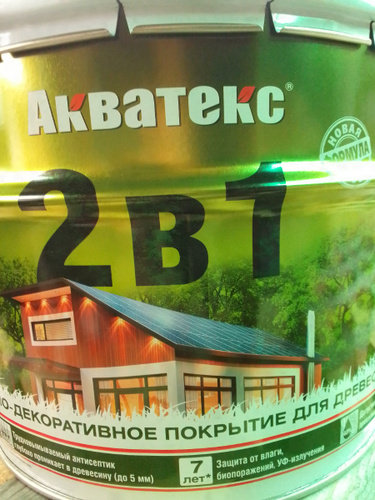 Акватекс®
НОВАЯ
ФОРМУЛА
2в1
НО-ДЕКОРАТИВНОЕ ПОКРЫТИЕ ДЛЯ ДРЕВЕС
Трудновымываемый антисептик
глубоко проникает в древесину (до 5 мм)
7
лет*
Защита от влаги,
биопоражений, УФ-излучения